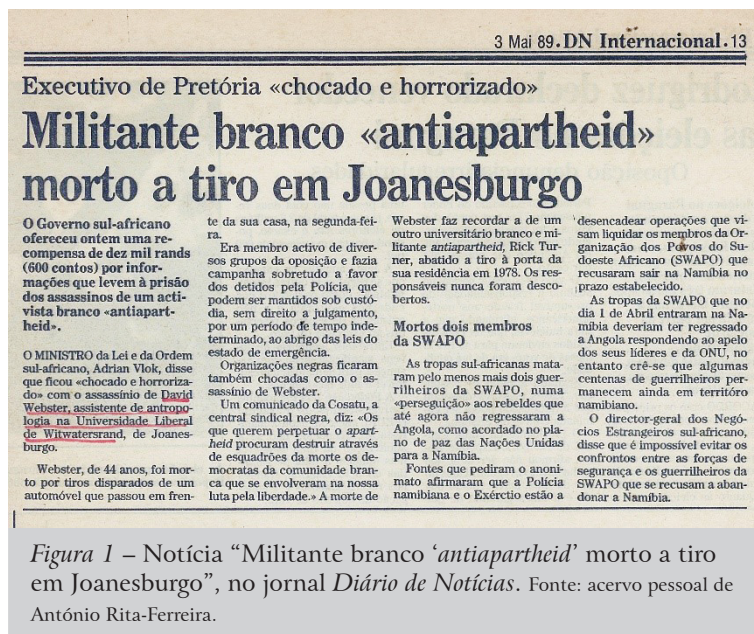 3 Mai 89.DN Internacional.13
Executivo de Pretória «chocado e horrorizado»
Militante branco «antiapartheid»
morto a tiro em Joanesburgo
O Governo sul-africano
ofereceu ontem uma re-
compensa de dez mil rands
(600 contos) por infor-
mações que levem à prisão
dos assassinos de um acti-
vista branco «antiapart-
heid».
O MINISTRO da Lei e da Ordem
sul-africano, Adrian Vlok, disse
que ficou «chocado e horroriza-
do» com o assassínio de David
Webster, assistente de antropo-
logia na Universidade Liberal
de Witwatersrand, de Joanes-
burgo.
Webster, de 44 anos, foi mor-
to por tiros disparados de um
automóvel que passou em fren-
te da sua casa, na segunda-fei-
ra.
Era membro activo de diver-
sos grupos da oposição e fazia
campanha sobretudo a favor
dos detidos pela Polícia, que
podem ser mantidos sob custó-
dia, sem direito a julgamento,
por um período de tempo inde-
terminado, ao abrigo das leis do
estado de emergência.
Organizações negras ficaram
também chocadas com o as-
sassínio de Webster.
Um comunicado da Cosatu, a
central sindical negra, diz: «Os
que querem perpetuar o apart-
heid procuram destruir através
de esquadrões da morte os de-
mocratas da comunidade bran-
ca que se envolveram na nossa
luta pela liberdade.» A morte de
Webster faz recordar a de um
outro universitário branco e mi-
litante antiapartheid, Rick Tur-
ner, abatido a tiro à porta da
sua residência em 1978. Os res-
ponsáveis nunca foram desco-
bertos.
Mortos dois membros
da SWAPO
As tropas sul-africanas mata-
ram pelo menos mais dois guer-
rilheiros da SWAPO, numa
«perseguição» aos rebeldes que
até agora não regressaram a
Angola, como acordado no pla-
no de paz das Nações Unidas
para a Namíbia.
Fontes que pediram o anoni-
mato afirmaram que a Polícia
namibiana e o Exérctio estão a
desencadear operações que vi-
sam liquidar os membros da Or-
ganização dos Povos do Su-
doeste Africano (SWAPO) que
recusaram sair na Namíbia no
prazo estabelecido.
As tropas da SWAPO que no
dia 1 de Abril entraram na Na-
míbia deveriam ter regressado
a Angola respondendo ao apelo
dos seus líderes e da ONU, no
entanto crê-se que algumas
centenas de guerrilheiros per-
manecem ainda em territóro
namibiano.
O director-geral dos Negó-
cios Estrangeiros sul-africano,
disse que é impossível evitar os
confrontos entre as forças de
segurança e os guerrilheiros da
SWAPO que se recusam a aban-
donar a Namíbia.
Figura 1 – Notícia “Militante branco ‘antiapartheid’ morto a tiro
em Joanesburgo”, no jornal Diário de Notícias. Fonte: acervo pessoal de
António Rita-Ferreira.